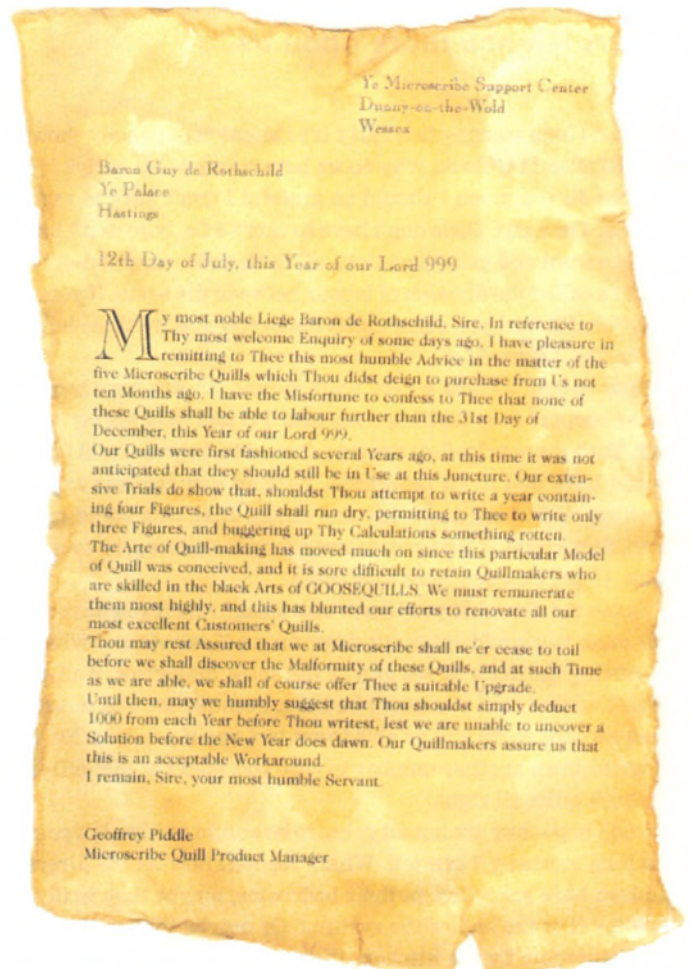 Ye Microscribe Support Center
Dunny-on-the-Wold
Wessex
Baron Guy de Rothschild
Ye Palace
Hastings
12th Day of July, this Year of our Lord 999
My most noble Liege Baron de Rothschild, Sire, In reference to
Thy most welcome Enquiry of some days ago, I have pleasure in
remitting to Thee this most humble Advice in the matter of the
five Microscribe Quills which Thou didst deign to purchase from Us not
ten Months ago. I have the Misfortune to confess to Thee that none of
these Quills shall be able to labour further than the 31st Day of
December, this Year of our Lord 999.
Our Quills were first fashioned several Years ago, at this time it was not
anticipated that they should still be in Use at this Juncture. Our exten-
sive Trials do show that, shouldst Thou attempt to write a year contain-
ing four Figures, the Quill shall run dry, permitting to Thee to write only
three Figures, and buggering up Thy Calculations something rotten.
The Arte of Quill-making has moved much on since this particular Model
of Quill was conceived, and it is sore difficult to retain Quillmakers who
are skilled in the black Arts of GOOSEQUILLS. We must remunerate
them most highly, and this has blunted our efforts to renovate all our
most excellent Customers' Quills.
Thou may rest Assured that we at Microscribe shall ne'er cease to toil
before we shall discover the Malformity of these Quills, and at such Time
as we are able, we shall of course offer Thee a suitable Upgrade.
Until then, may we humbly suggest that Thou shouldst simply deduct
1000 from each Year before Thou writest, lest we are unable to uncover a
Solution before the New Year does dawn. Our Quillmakers assure us that
this is an acceptable Workaround.
I remain, Sire, your most humble Servant.
Geoffrey Piddle
Microscribe Quill Product Manager